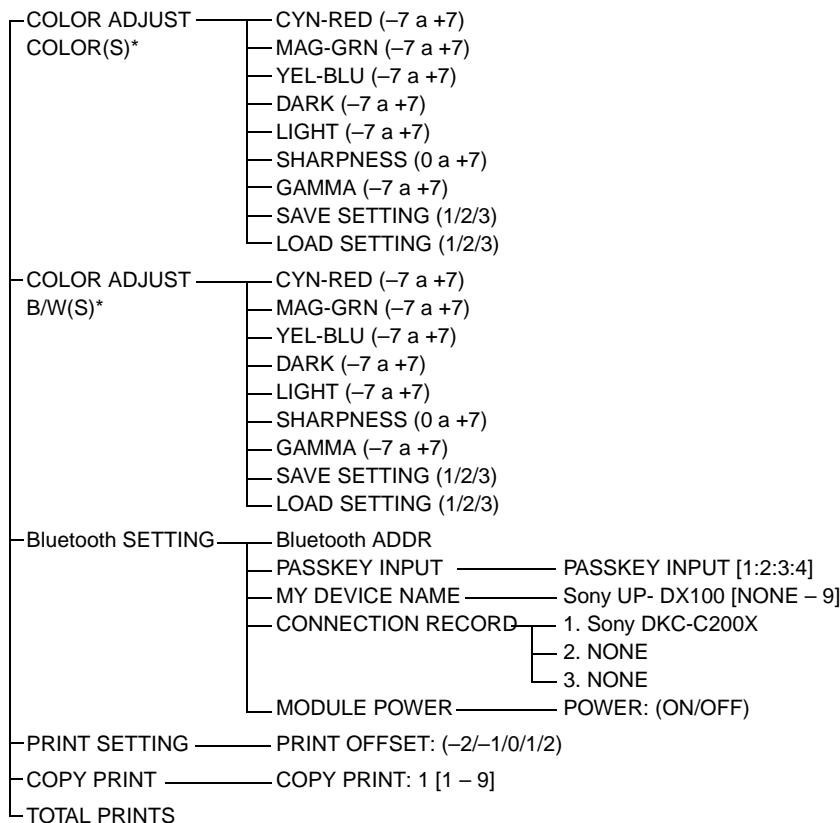 COLOR ADJUST COLOR(S)*
CYN-RED (–7 a +7)
MAG-GRN (–7 a +7)
YEL-BLU (–7 a +7)
DARK (–7 a +7)
LIGHT (–7 a +7)
SHARPNESS (0 a +7)
GAMMA (–7 a +7)
SAVE SETTING (1/2/3)
LOAD SETTING (1/2/3)
COLOR ADJUST B/W(S)*
CYN-RED (–7 a +7)
MAG-GRN (–7 a +7)
YEL-BLU (–7 a +7)
DARK (–7 a +7)
LIGHT (–7 a +7)
SHARPNESS (0 a +7)
GAMMA (–7 a +7)
SAVE SETTING (1/2/3)
LOAD SETTING (1/2/3)
Bluetooth SETTING
Bluetooth ADDR
PASSKEY INPUT
PASSKEY INPUT [1:2:3:4]
MY DEVICE NAME
Sony UP- DX100 [NONE – 9]
CONNECTION RECORD
1. Sony DKC-C200X
2. NONE
3. NONE
MODULE POWER
POWER: (ON/OFF)
PRINT SETTING
PRINT OFFSET: (–2/–1/0/1/2)
COPY PRINT
COPY PRINT: 1 [1 – 9]
TOTAL PRINTS